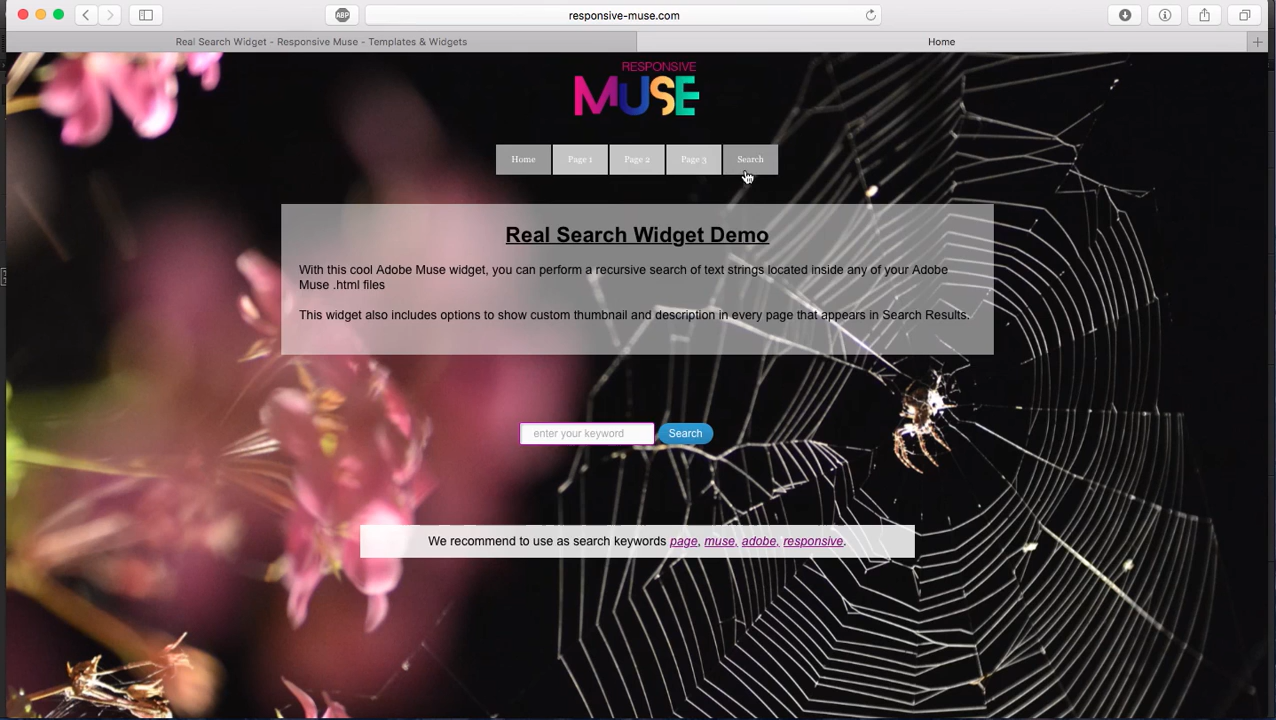 ABP
responsive-muse.com
Real Search Widget - Responsive Muse - Templates & Widgets
Home
RESPONSIVE
MUSE
Home Page 1 Page 2 Page 3 Search
Real Search Widget Demo
With this cool Adobe Muse widget, you can perform a recursive search of text strings located inside any of your Adobe
Muse .html files
This widget also includes options to show custom thumbnail and description in every page that appears in Search Results.
enter your keyword Search
We recommend to use as search keywords page, muse, adobe, responsive.